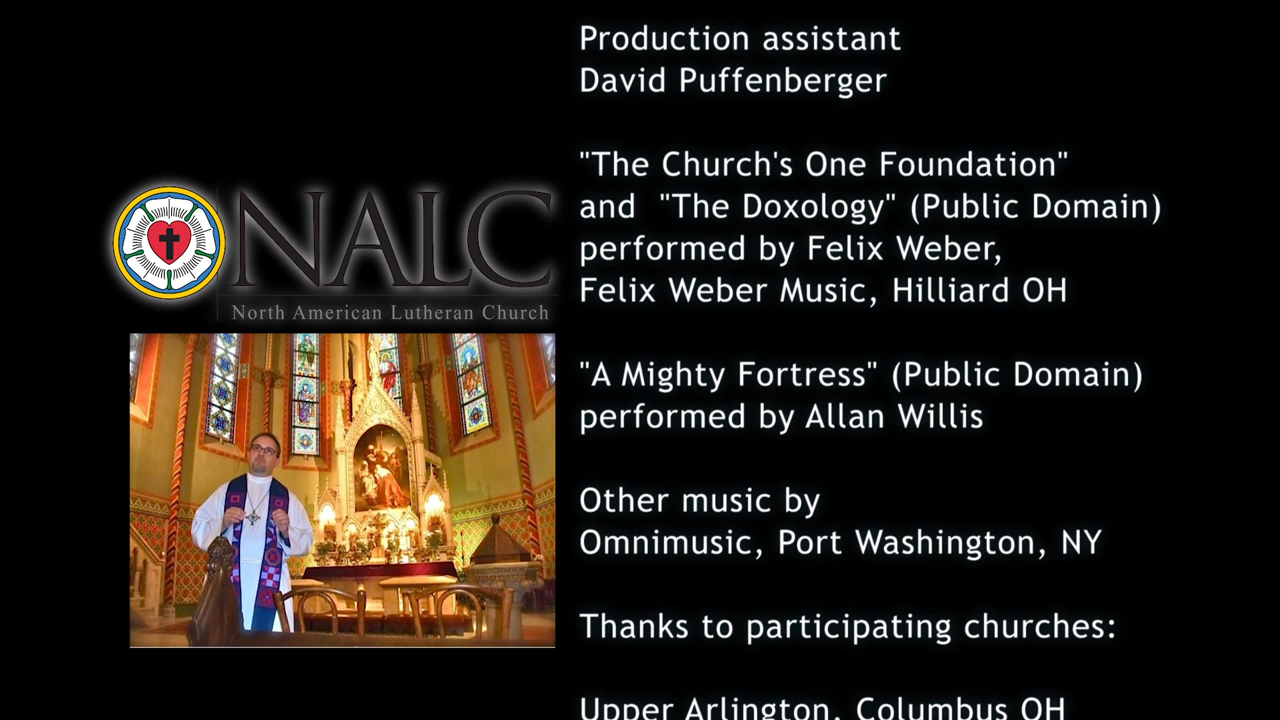 NALC
North American Lutheran Church
Production assistant
David Puffenberger
"The Church's One Foundation"
and "The Doxology" (Public Domain)
performed by Felix Weber,
Felix Weber Music, Hilliard OH
"A Mighty Fortress" (Public Domain)
performed by Allan Willis
Other music by
Omnimusic, Port Washington, NY
Thanks to participating churches:
Upper Arlington, Columbus OH